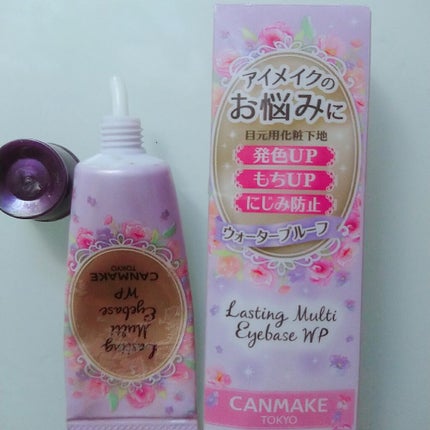 アイメイクの
お悩みに
目元用化粧下地
発色UP
もちUP
にじみ防止
ウォータープルーフ
Lasting Multi
Eyebase WP
CANMAKE
TOKYO
Lasting
Multi
Eyebase
WP
CANMAKE
TOKYO